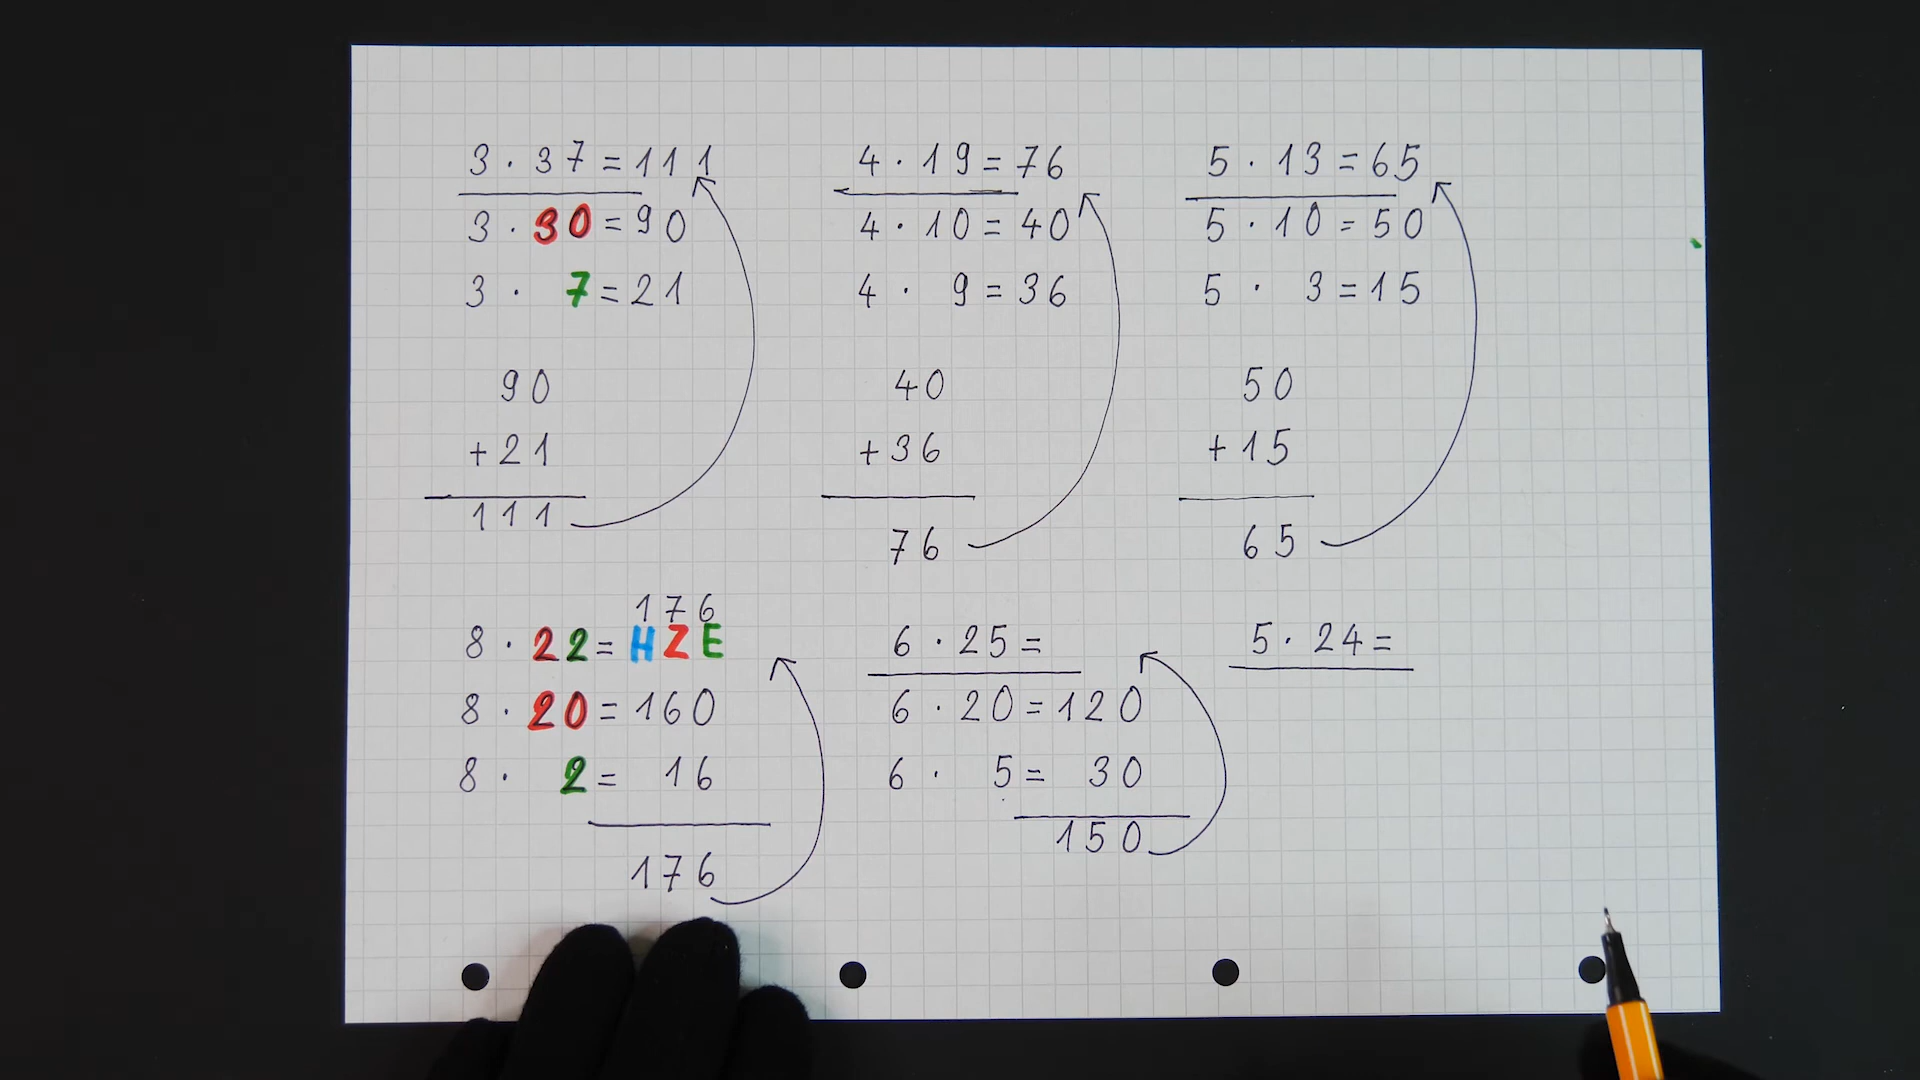 3 · 37 = 111
3 · 30 = 90
3 · 7 = 21
90
+ 21
111
4 · 19 = 76
4 · 10 = 40
4 · 9 = 36
40
+ 36
76
5 · 13 = 65
5 · 10 = 50
5 · 3 = 15
50
+ 15
65
176
8 · 22 = HZE
8 · 20 = 160
8 · 2 = 16
176
6 · 25 =
6 · 20 = 120
6 · 5 = 30
150
5 · 24 =